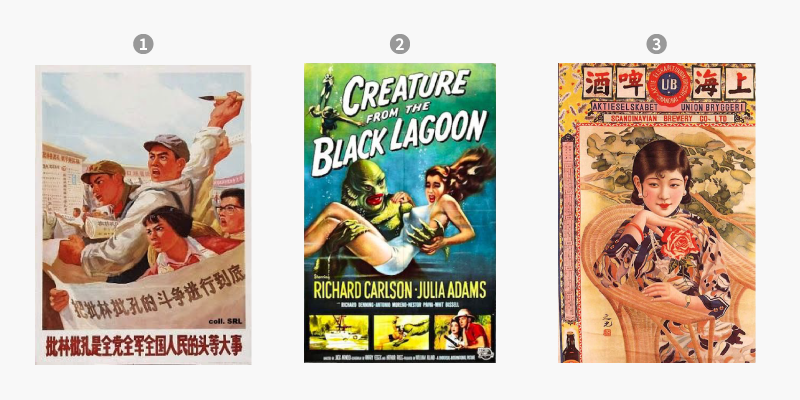 1
2
3
把批林批孔的斗争进行到底
coll. SRL
批林批孔是全党全军全国人民的头等大事
CREATURE
FROM THE
BLACK LAGOON
Starring
RICHARD CARLSON · JULIA ADAMS
with RICHARD DENNING · ANTONIO MORENO · NESTOR PAIVA · WHIT BISSELL
酒啤海上
UB
AKTIESELSKABET UNION BRYGGERI
SCANDINAVIAN BREWERY CO- LTD